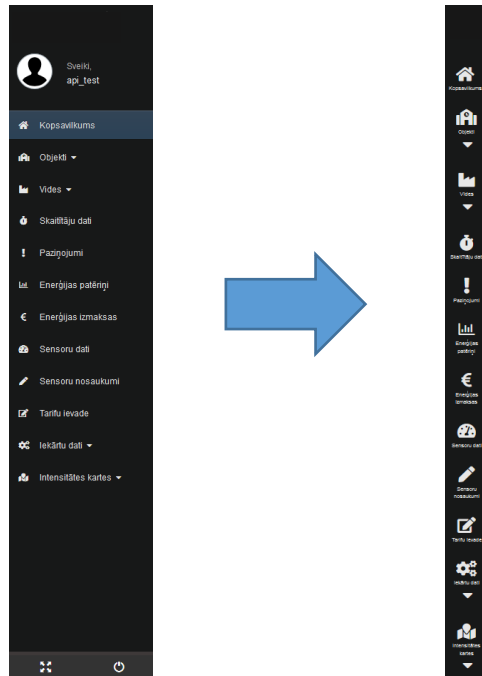 Sveiki,
api_test
Kopsavilkums
Objekti
Vides
Skaitītāju dati
Paziņojumi
Enerģijas patēriņi
Enerģijas izmaksas
Sensoru dati
Sensoru nosaukumi
Tarifu ievade
Iekārtu dati
Intensitātes kartes
Kopsavilkums
Objekti
Vides
Skaitītāju dati
Paziņojumi
Enerģijas
patēriņi
Enerģijas
izmaksas
Sensoru dati
Sensoru
nosaukumi
Tarifu ievade
Iekārtu dati
Intensitātes
kartes